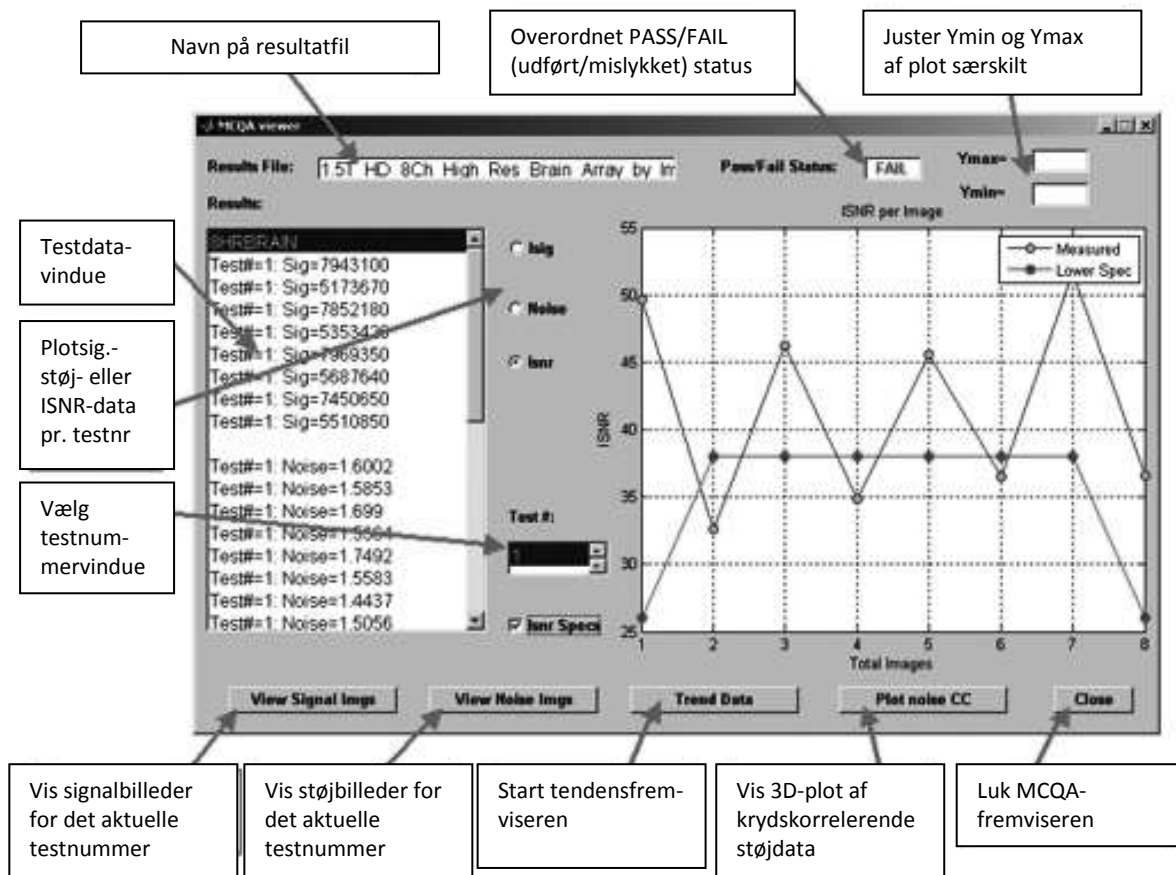 Navn på resultatfil
Overordnet PASS/FAIL
(udført/mislykket) status
Juster Ymin og Ymax
af plot særskilt
MCQA viewer
Results File:
1.5T HD 8Ch High Res Brain Array by Im
Pass/Fail Status:
FAIL
Ymax=
Ymin=
Results:
8HRBRAIN
Test#=1: Sig=7943100
Test#=1: Sig=5173670
Test#=1: Sig=7852180
Test#=1: Sig=5353420
Test#=1: Sig=7969350
Test#=1: Sig=5687640
Test#=1: Sig=7450650
Test#=1: Sig=5510850
Test#=1: Noise=1.6002
Test#=1: Noise=1.5853
Test#=1: Noise=1.699
Test#=1: Noise=1.5664
Test#=1: Noise=1.7492
Test#=1: Noise=1.5583
Test#=1: Noise=1.4437
Test#=1: Noise=1.5056
Isig
Noise
Isnr
Test #:
1
Isnr Specs
ISNR per Image
Measured
Lower Spec
55
50
45
40
35
30
25
ISNR
1 2 3 4 5 6 7 8
Total Images
Testdata-
vindue
Plotsig.-
støj- eller
ISNR-data
pr. testnr
Vælg
testnum-
mervindue
View Signal Imgs
View Noise Imgs
Trend Data
Plot noise CC
Close
Vis signalbilleder
for det aktuelle
testnummer
Vis støjbilleder for
det aktuelle
testnummer
Start tendensfrem-
viseren
Vis 3D-plot af
krydskorrelerende
støjdata
Luk MCQA-
fremviseren